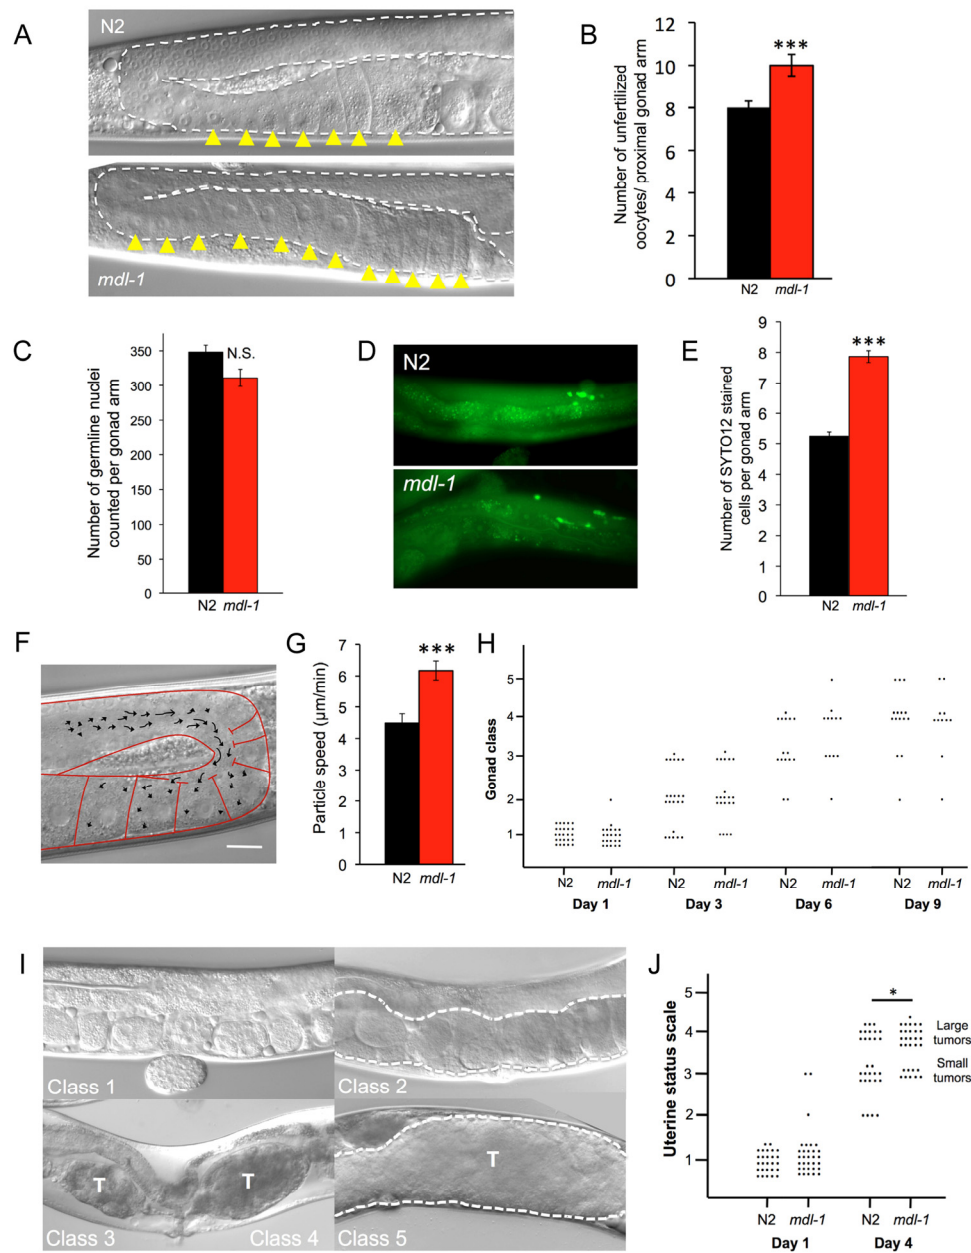 A
N2
mdl-1
B
Number of unfertilized
oocytes/ proximal gonad arm
12
10
8
6
4
2
0
***
N2 mdl-1
C
Number of germline nuclei
counted per gonad arm
350
300
250
200
150
100
50
0
N.S.
N2 mdl-1
D
N2
mdl-1
E
Number of SYTO12 stained
cells per gonad arm
9
8
7
6
5
4
3
2
1
0
***
N2 mdl-1
F
G
Particle speed (µm/min)
7
6
5
4
3
2
1
0
***
N2 mdl-1
H
Gonad class
5
4
3
2
1
N2 mdl-1 N2 mdl-1 N2 mdl-1 N2 mdl-1
Day 1 Day 3 Day 6 Day 9
I
Class 1
Class 2
T
T
Class 3
Class 4
T
Class 5
J
Uterine status scale
5
4
3
2
1
*
Large
tumors
Small
tumors
N2 mdl-1 N2 mdl-1
Day 1 Day 4